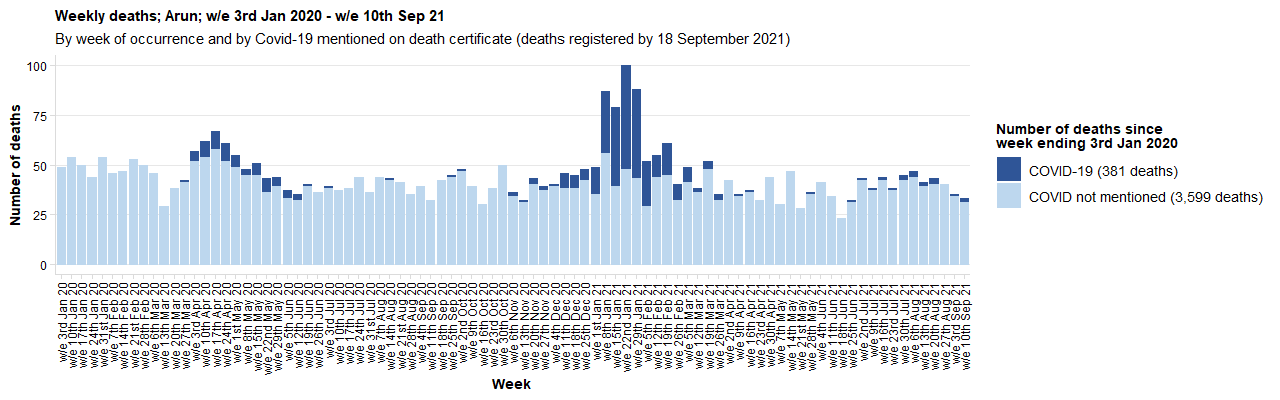 Weekly deaths; Arun; w/e 3rd Jan 2020 - w/e 10th Sep 21
By week of occurrence and by Covid-19 mentioned on death certificate (deaths registered by 18 September 2021)
Number of deaths
100
75
50
25
0
w/e 3rd Jan 20
w/e 10th Jan 20
w/e 17th Jan 20
w/e 24th Jan 20
w/e 31st Jan 20
w/e 7th Feb 20
w/e 14th Feb 20
w/e 21st Feb 20
w/e 28th Feb 20
w/e 6th Mar 20
w/e 13th Mar 20
w/e 20th Mar 20
w/e 27th Mar 20
w/e 3rd Apr 20
w/e 10th Apr 20
w/e 17th Apr 20
w/e 24th Apr 20
w/e 1st May 20
w/e 8th May 20
w/e 15th May 20
w/e 22nd May 20
w/e 29th May 20
w/e 5th Jun 20
w/e 12th Jun 20
w/e 19th Jun 20
w/e 26th Jun 20
w/e 3rd Jul 20
w/e 10th Jul 20
w/e 17th Jul 20
w/e 24th Jul 20
w/e 31st Jul 20
w/e 7th Aug 20
w/e 14th Aug 20
w/e 21st Aug 20
w/e 28th Aug 20
w/e 4th Sep 20
w/e 11th Sep 20
w/e 18th Sep 20
w/e 25th Sep 20
w/e 2nd Oct 20
w/e 9th Oct 20
w/e 16th Oct 20
w/e 23rd Oct 20
w/e 30th Oct 20
w/e 6th Nov 20
w/e 13th Nov 20
w/e 20th Nov 20
w/e 27th Nov 20
w/e 4th Dec 20
w/e 11th Dec 20
w/e 18th Dec 20
w/e 25th Dec 20
w/e 1st Jan 21
w/e 8th Jan 21
w/e 15th Jan 21
w/e 22nd Jan 21
w/e 29th Jan 21
w/e 5th Feb 21
w/e 12th Feb 21
w/e 19th Feb 21
w/e 26th Feb 21
w/e 5th Mar 21
w/e 12th Mar 21
w/e 19th Mar 21
w/e 26th Mar 21
w/e 2nd Apr 21
w/e 9th Apr 21
w/e 16th Apr 21
w/e 23rd Apr 21
w/e 30th Apr 21
w/e 7th May 21
w/e 14th May 21
w/e 21st May 21
w/e 28th May 21
w/e 4th Jun 21
w/e 11th Jun 21
w/e 18th Jun 21
w/e 25th Jun 21
w/e 2nd Jul 21
w/e 9th Jul 21
w/e 16th Jul 21
w/e 23rd Jul 21
w/e 30th Jul 21
w/e 6th Aug 21
w/e 13th Aug 21
w/e 20th Aug 21
w/e 27th Aug 21
w/e 3rd Sep 21
w/e 10th Sep 21
Week
Number of deaths since
week ending 3rd Jan 2020
COVID-19 (381 deaths)
COVID not mentioned (3,599 deaths)